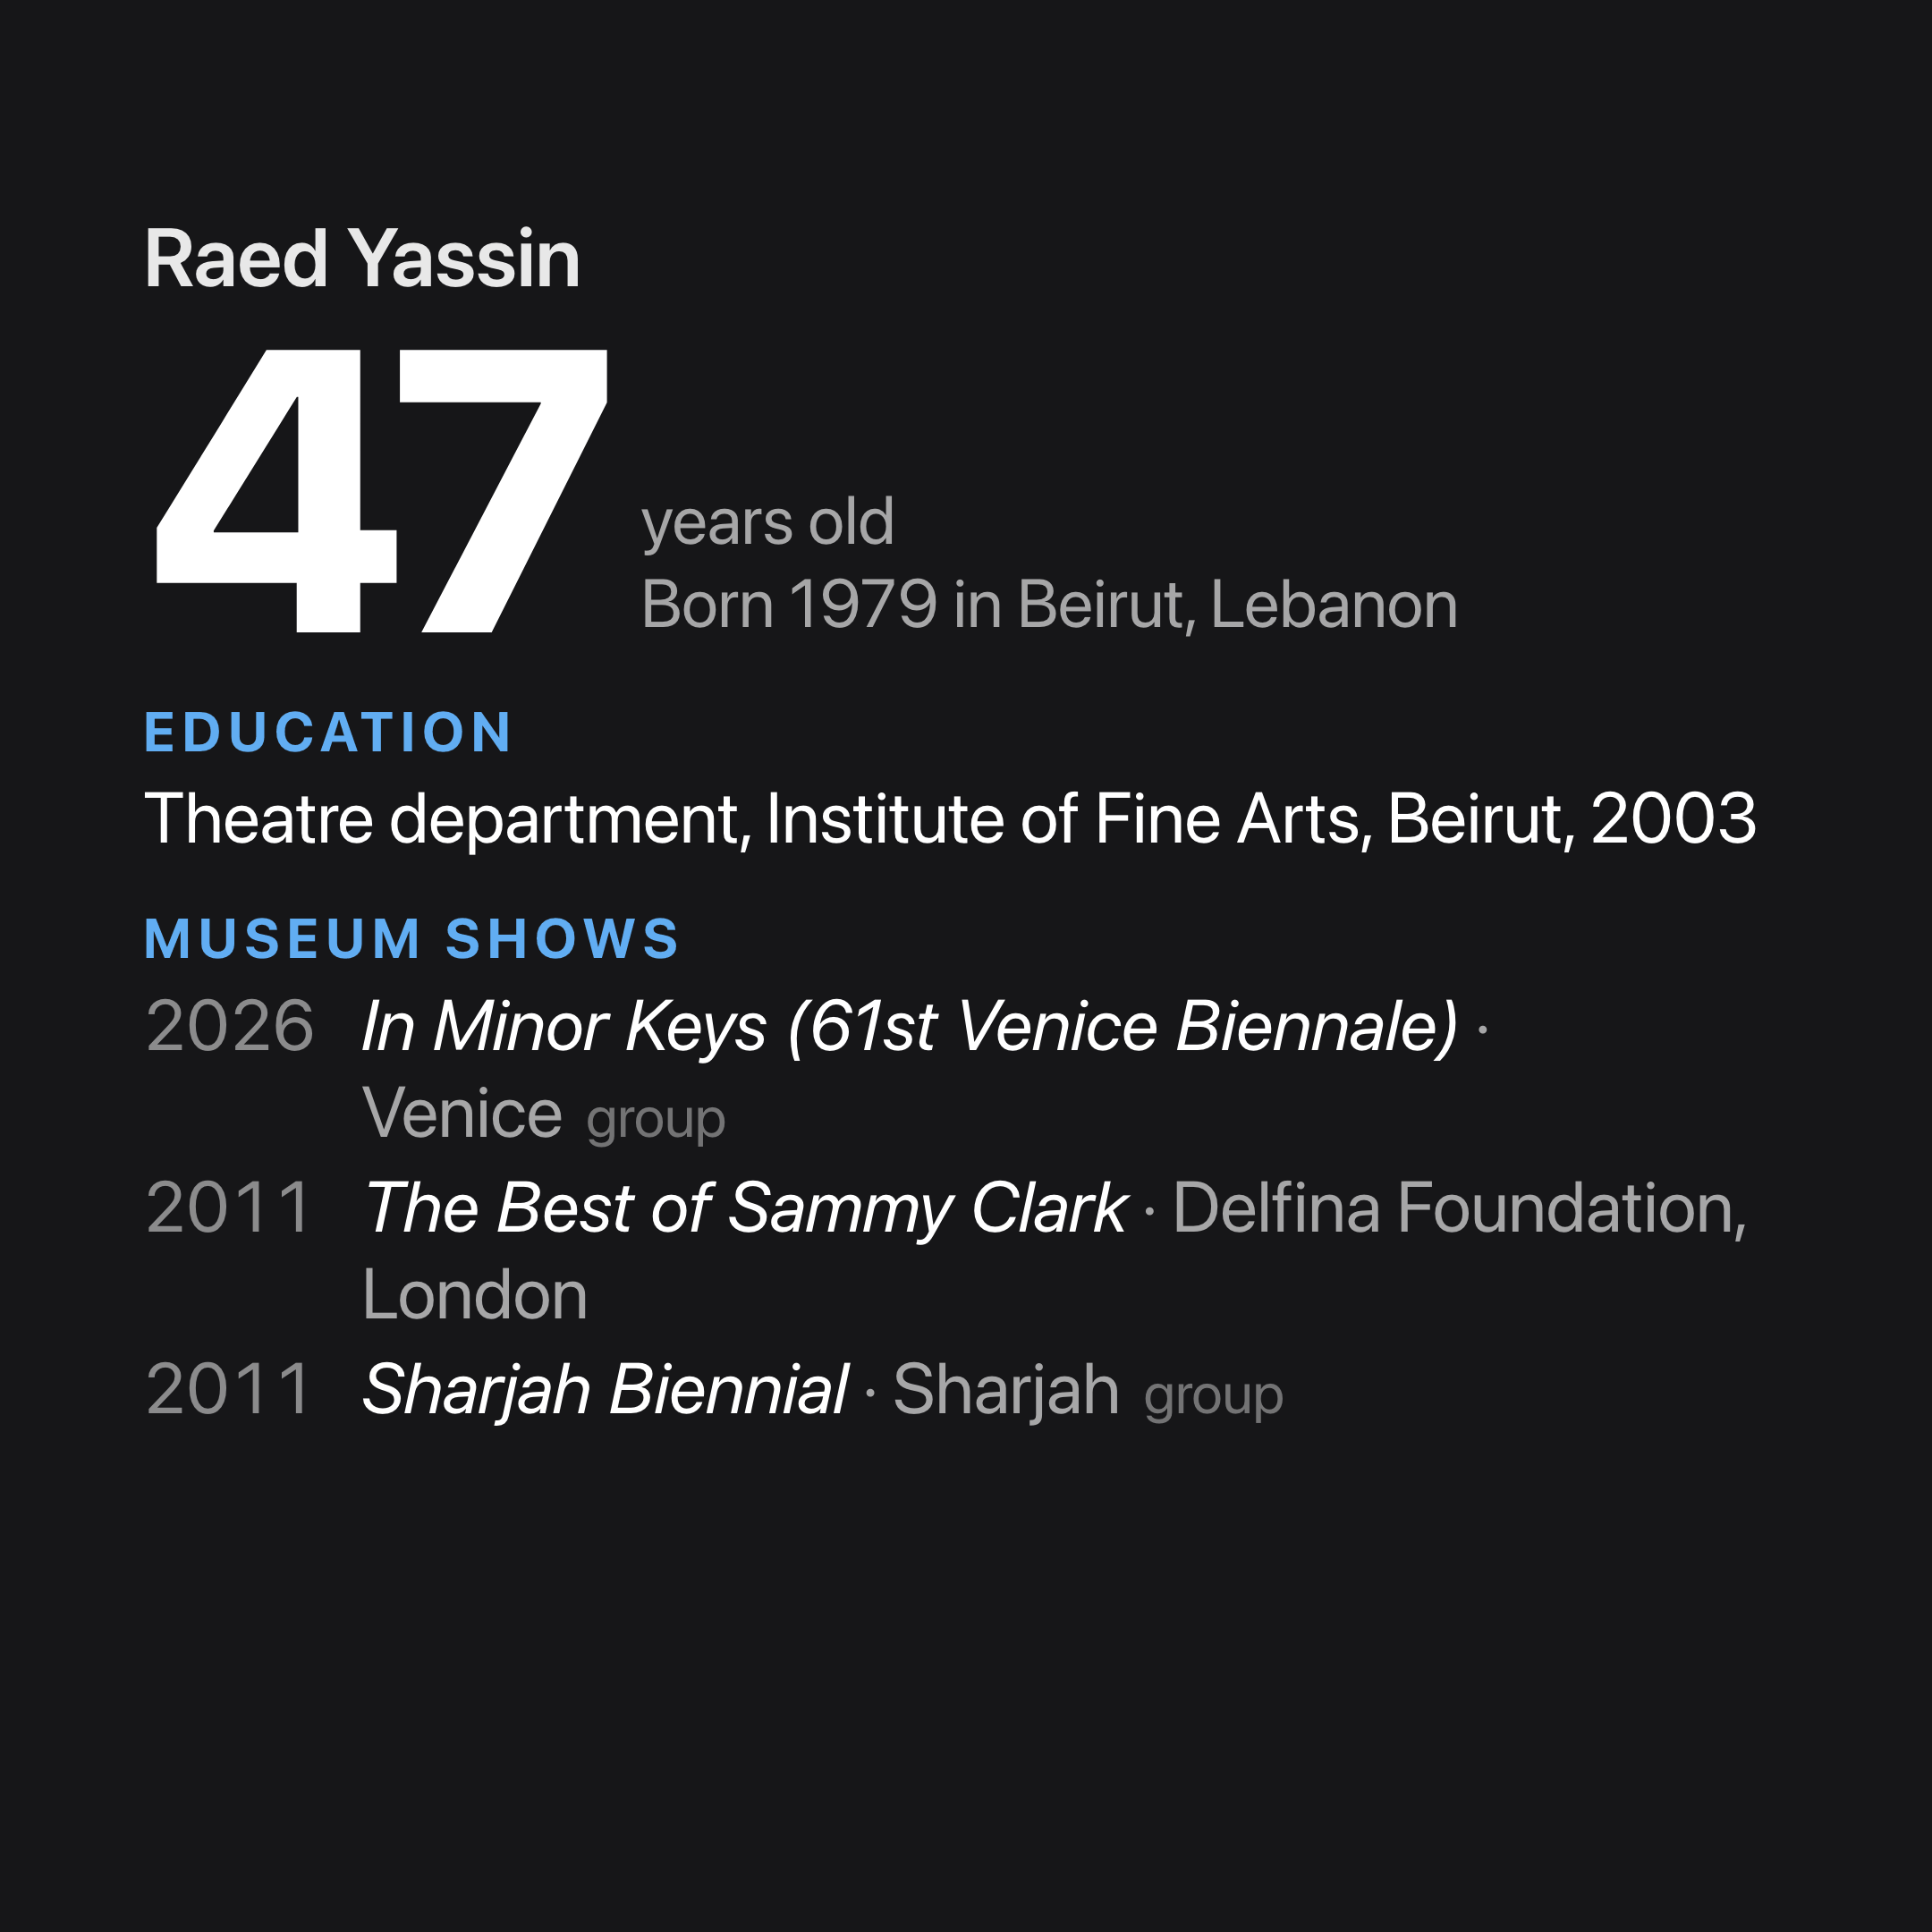 Raed Yassin
47
years old
Born 1979 in Beirut, Lebanon
EDUCATION
Theatre department, Institute of Fine Arts, Beirut, 2003
MUSEUM SHOWS
2026 In Minor Keys (61st Venice Biennale) ·
Venice group
2011 The Best of Sammy Clark · Delfina Foundation,
London
2011 Sharjah Biennial · Sharjah group